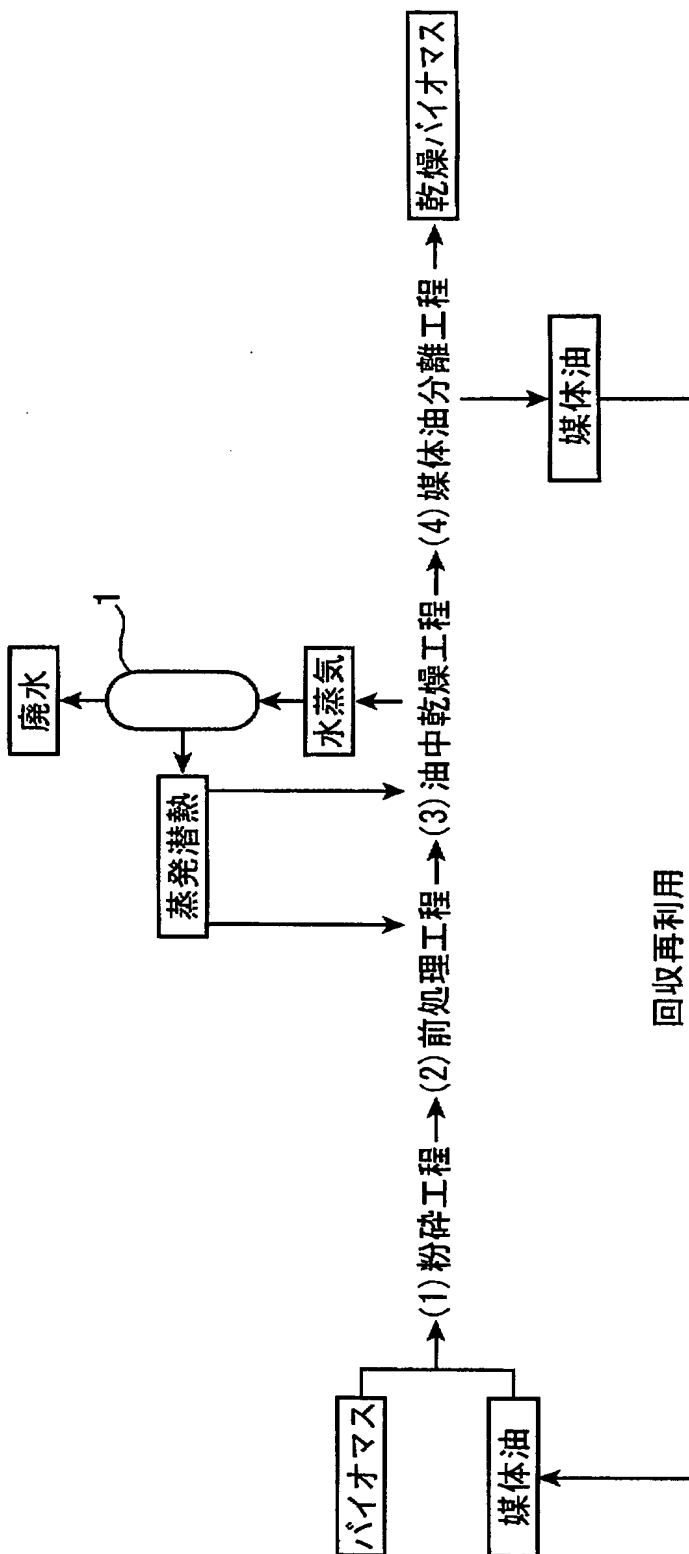 廃水
1
蒸発潜熱
水蒸気
バイオマス
媒体油
(1)粉砕工程
(2)前処理工程
(3)油中乾燥工程
(4)媒体油分離工程
乾燥バイオマス
媒体油
回収再利用